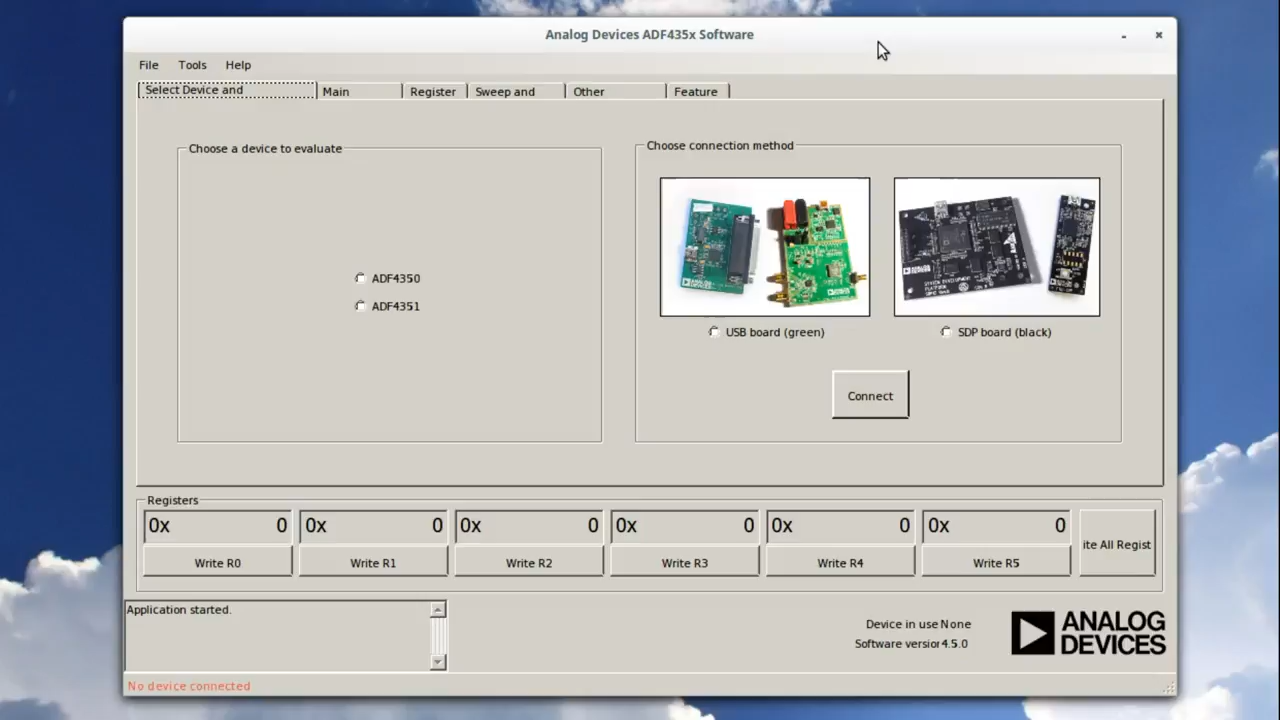 Analog Devices ADF435x Software
File Tools Help
Select Device and Main Register Sweep and Other Feature
Choose a device to evaluate
Choose connection method
ADF4350
ADF4351
USB board (green)
SDP board (black)
Connect
Registers
0x 0 0x 0 0x 0 0x 0 0x 0 0x 0
Write R0 Write R1 Write R2 Write R3 Write R4 Write R5
ite All Regist
Application started.
Device in use None
Software versior 4.5.0
ANALOG
DEVICES
No device connected